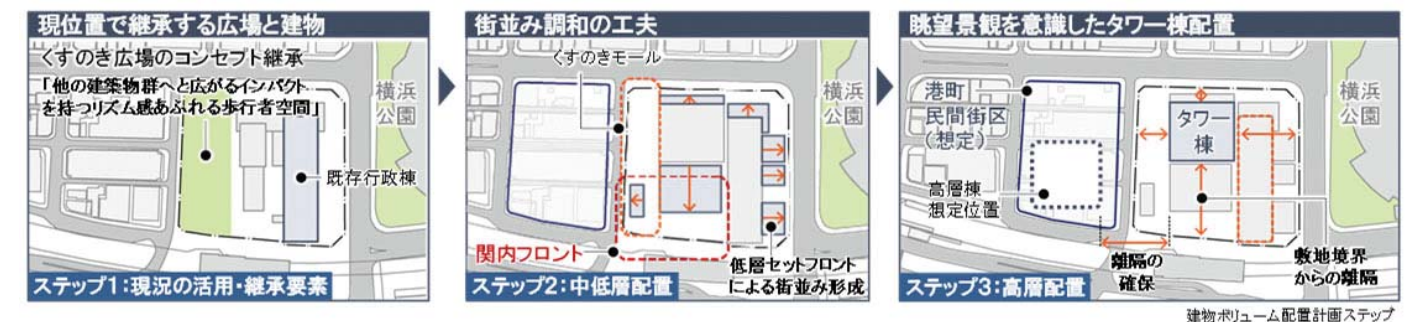 現位置で継承する広場と建物
くすのき広場のコンセプト継承
「他の建築物群へと広がるインパクト
を持つリズム感あふれる歩行者空間」
横浜
公園
既存行政棟
ステップ1:現況の活用・継承要素
街並み調和の工夫
くすのきモール
横浜
公園
関内フロント
低層セットフロント
による街並み形成
ステップ2:中低層配置
眺望景観を意識したタワー棟配置
港町
民間街区
(想定)
タワー
棟
横浜
公園
高層棟
想定位置
離隔の
確保
敷地境界
からの離隔
ステップ3:高層配置
建物ボリューム配置計画ステップ